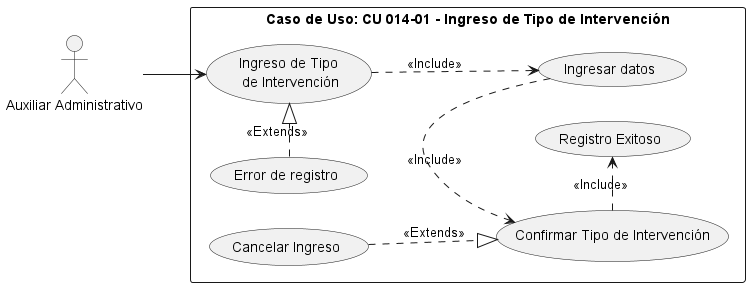 Caso de Uso: CU 014-01 - Ingreso de Tipo de Intervención
Auxiliar Administrativo
Ingreso de Tipo
de Intervención
«Include»
Ingresar datos
«Extends»
Error de registro
«Include»
Registro Exitoso
«Include»
Cancelar Ingreso
«Extends»
Confirmar Tipo de Intervención